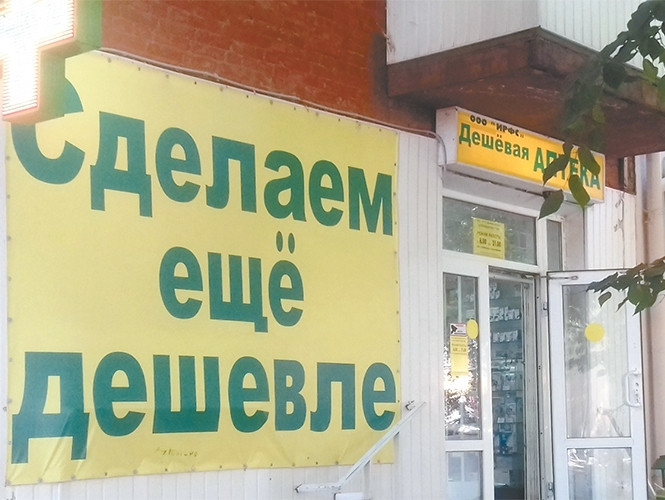 Сделаем
ещё
дешевле
ООО "ИРФС"
Дешёвая АПТЕКА